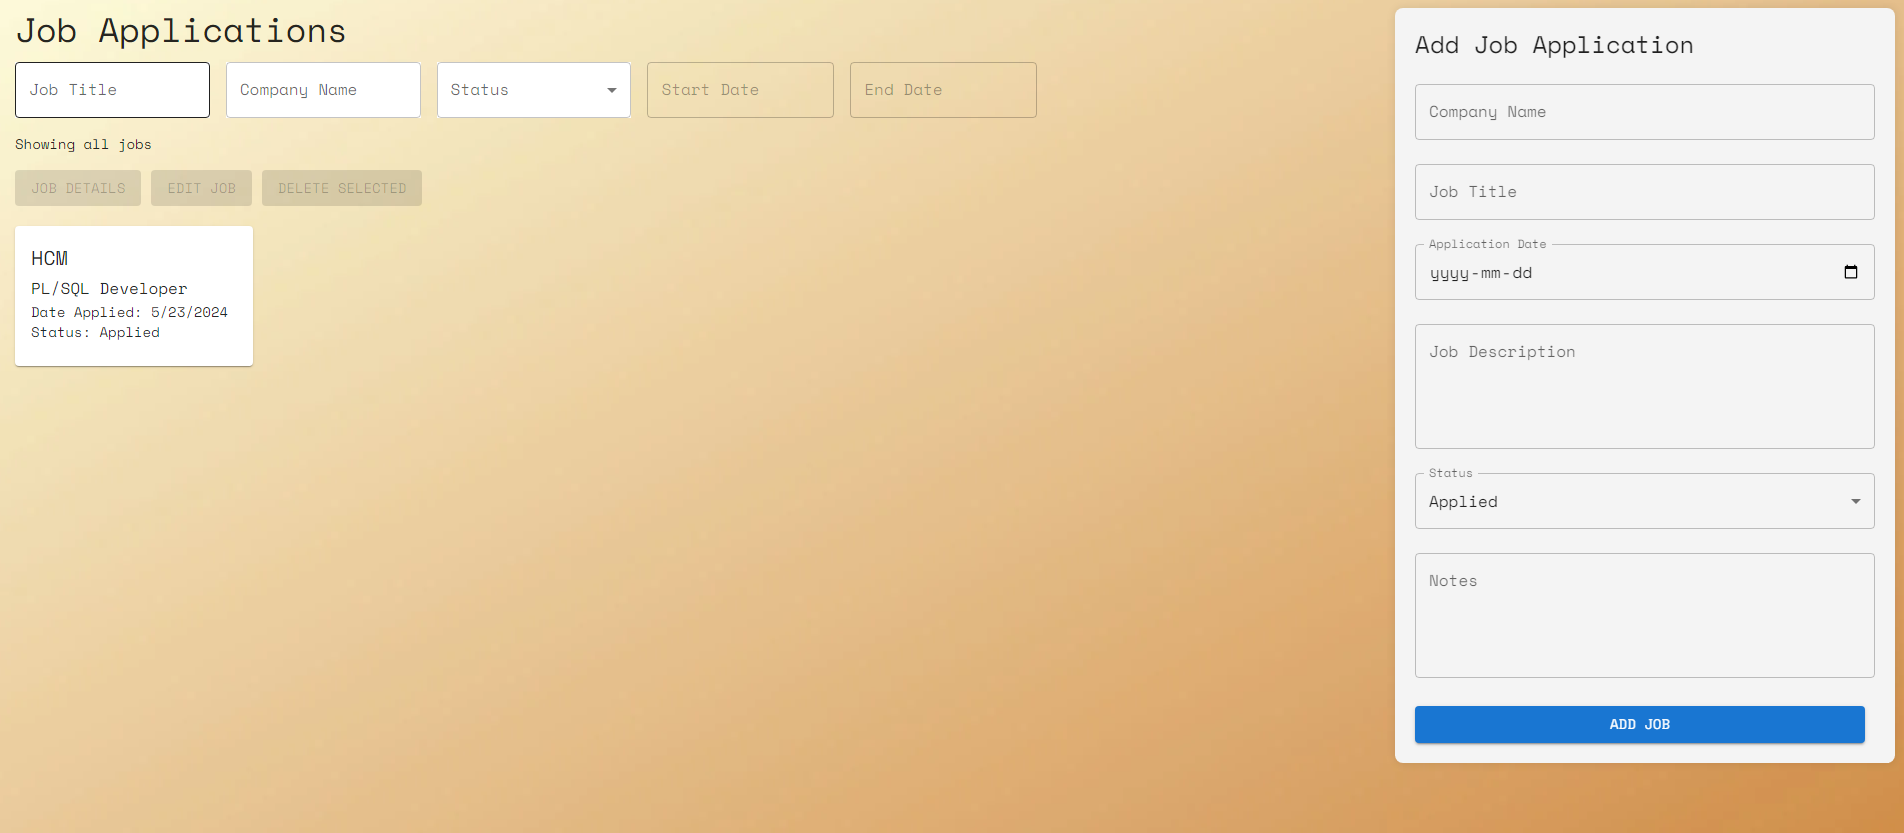 Job Applications
Job Title
Company Name
Status
Start Date
End Date
Showing all jobs
JOB DETAILS
EDIT JOB
DELETE SELECTED
HCM
PL/SQL Developer
Date Applied: 5/23/2024
Status: Applied
Add Job Application
Company Name
Job Title
Application Date
yyyy-mm-dd
Job Description
Status
Applied
Notes
ADD JOB